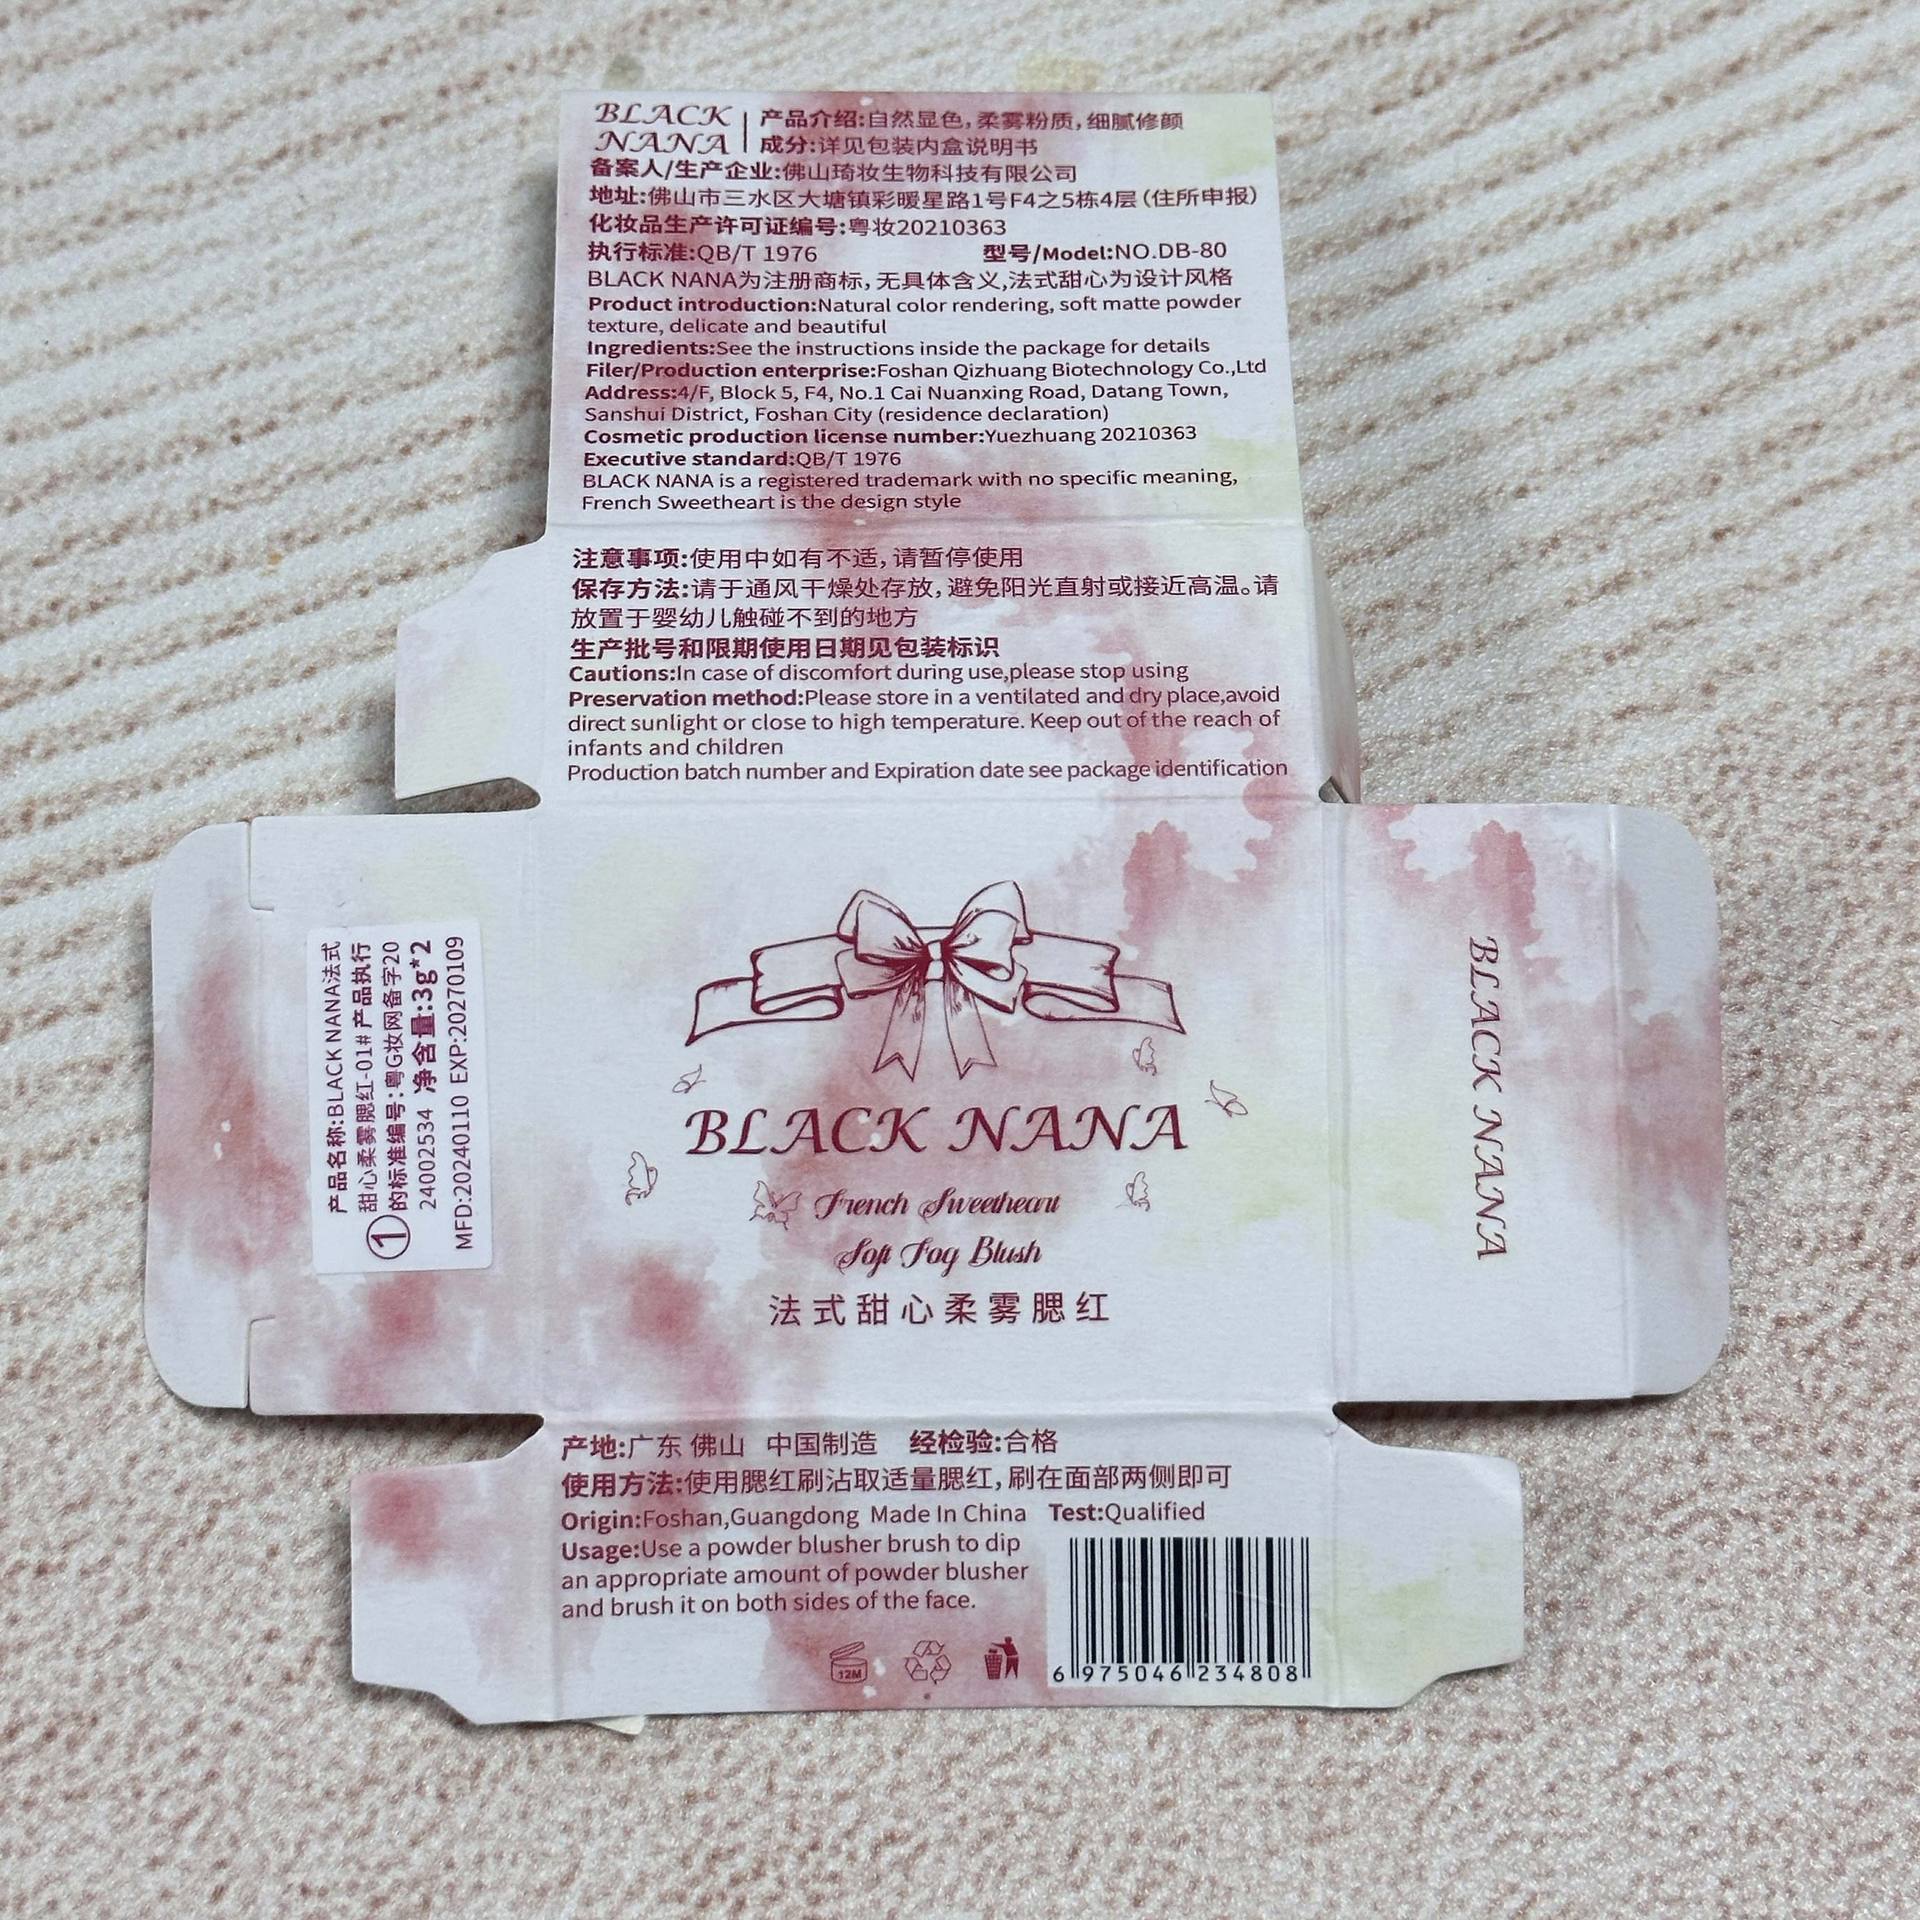 BLACK
NANA
产品介绍:自然显色,柔雾粉质,细腻修颜
成分:详见包装内盒说明书
备案人/生产企业:佛山琦妆生物科技有限公司
地址:佛山市三水区大塘镇彩暖星路1号F4之5栋4层(住所申报)
化妆品生产许可证编号:粤妆20210363
执行标准:QB/T 1976 型号/Model:NO.DB-80
BLACK NANA为注册商标,无具体含义,法式甜心为设计风格
Product introduction:Natural color rendering, soft matte powder
texture, delicate and beautiful
Ingredients:See the instructions inside the package for details
Filer/Production enterprise:Foshan Qizhuang Biotechnology Co.,Ltd
Address:4/F, Block 5, F4, No.1 Cai Nuanxing Road, Datang Town,
Sanshui District, Foshan City (residence declaration)
Cosmetic production license number:Yuezhuang 20210363
Executive standard:QB/T 1976
BLACK NANA is a registered trademark with no specific meaning,
French Sweetheart is the design style
注意事项:使用中如有不适,请暂停使用
保存方法:请于通风干燥处存放,避免阳光直射或接近高温。请
放置于婴幼儿触碰不到的地方
生产批号和限期使用日期见包装标识
Cautions:In case of discomfort during use,please stop using
Preservation method:Please store in a ventilated and dry place,avoid
direct sunlight or close to high temperature. Keep out of the reach of
infants and children
Production batch number and Expiration date see package identification
产品名称:BLACK NANA法式
甜心柔雾腮红-01# 产品执行
①的标准编号:粤G妆网备字20
24002534 净含量:3g*2
MFD:20240110 EXP:20270109
BLACK NANA
French Sweetheart
Soft Fog Blush
法式甜心柔雾腮红
BLACK NANA
产地:广东 佛山 中国制造 经检验:合格
使用方法:使用腮红刷沾取适量腮红,刷在面部两侧即可
Origin:Foshan,Guangdong Made In China Test:Qualified
Usage:Use a powder blusher brush to dip
an appropriate amount of powder blusher
and brush it on both sides of the face.
12M
6 975046 234808